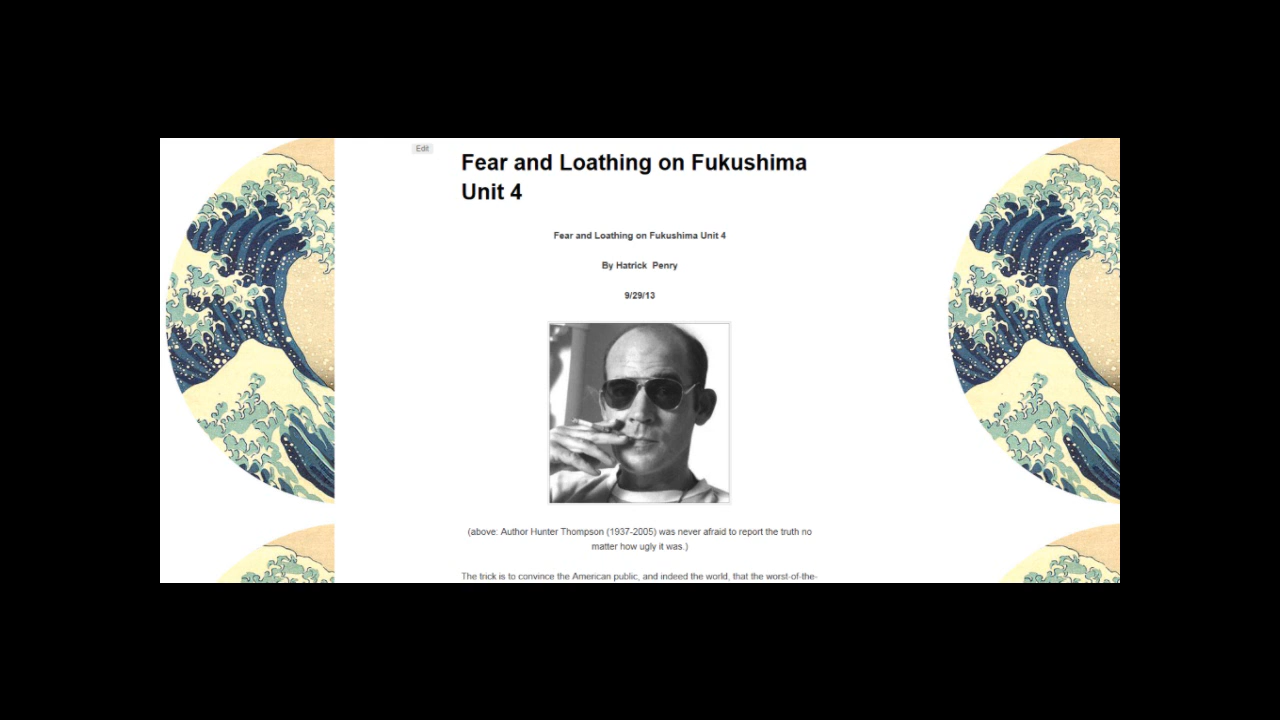 Edit
Fear and Loathing on Fukushima
Unit 4
Fear and Loathing on Fukushima Unit 4
By Hatrick  Penry
9/29/13
(above: Author Hunter Thompson (1937-2005) was never afraid to report the truth no
matter how ugly it was.)
The trick is to convince the American public, and indeed the world, that the worst-of-the-